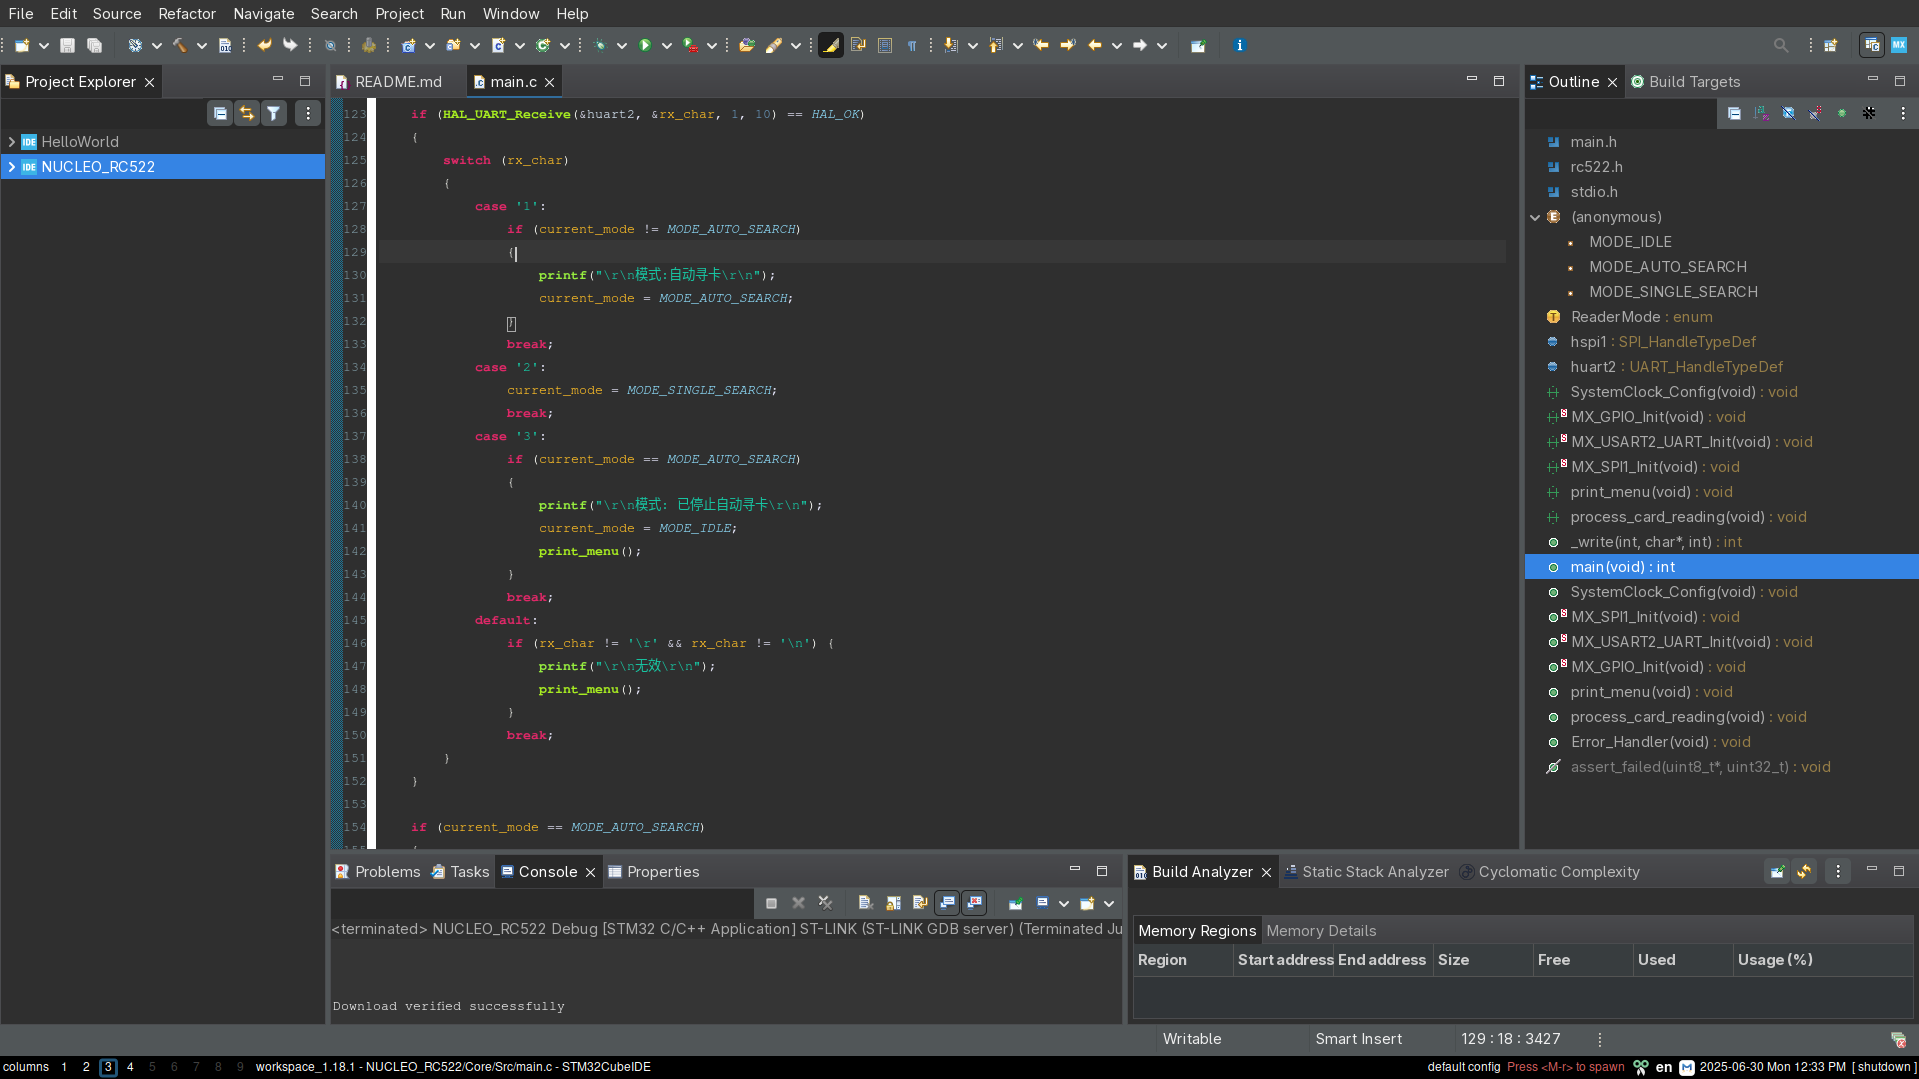 File Edit Source Refactor Navigate Search Project Run Window Help
Project Explorer
HelloWorld
NUCLEO_RC522
README.md
main.c
123 if (HAL_UART_Receive(&huart2, &rx_char, 1, 10) == HAL_OK)
124 {
125 switch (rx_char)
126 {
127 case '1':
128 if (current_mode != MODE_AUTO_SEARCH)
129 {
130 printf("\r\n模式:自动寻卡\r\n");
131 current_mode = MODE_AUTO_SEARCH;
132 }
133 break;
134 case '2':
135 current_mode = MODE_SINGLE_SEARCH;
136 break;
137 case '3':
138 if (current_mode == MODE_AUTO_SEARCH)
139 {
140 printf("\r\n模式: 已停止自动寻卡\r\n");
141 current_mode = MODE_IDLE;
142 print_menu();
143 }
144 break;
145 default:
146 if (rx_char != '\r' && rx_char != '\n') {
147 printf("\r\n无效\r\n");
148 print_menu();
149 }
150 break;
151 }
152 }
153
154 if (current_mode == MODE_AUTO_SEARCH)
Outline
Build Targets
main.h
rc522.h
stdio.h
(anonymous)
MODE_IDLE
MODE_AUTO_SEARCH
MODE_SINGLE_SEARCH
ReaderMode : enum
hspi1 : SPI_HandleTypeDef
huart2 : UART_HandleTypeDef
SystemClock_Config(void) : void
MX_GPIO_Init(void) : void
MX_USART2_UART_Init(void) : void
MX_SPI1_Init(void) : void
print_menu(void) : void
process_card_reading(void) : void
_write(int, char*, int) : int
main(void) : int
SystemClock_Config(void) : void
MX_SPI1_Init(void) : void
MX_USART2_UART_Init(void) : void
MX_GPIO_Init(void) : void
print_menu(void) : void
process_card_reading(void) : void
Error_Handler(void) : void
assert_failed(uint8_t*, uint32_t) : void
Problems Tasks Console Properties
<terminated> NUCLEO_RC522 Debug [STM32 C/C++ Application] ST-LINK (ST-LINK GDB server) (Terminated Ju
Download verified successfully
Build Analyzer Static Stack Analyzer Cyclomatic Complexity
Memory Regions Memory Details
Region Start address End address Size Free Used Usage (%)
Writable Smart Insert 129 : 18 : 3427
columns 1 2 3 4 5 6 7 8 9 workspace_1.18.1 - NUCLEO_RC522/Core/Src/main.c - STM32CubeIDE default config Press <M-r> to spawn en 2025-06-30 Mon 12:33 PM [ shutdown ]